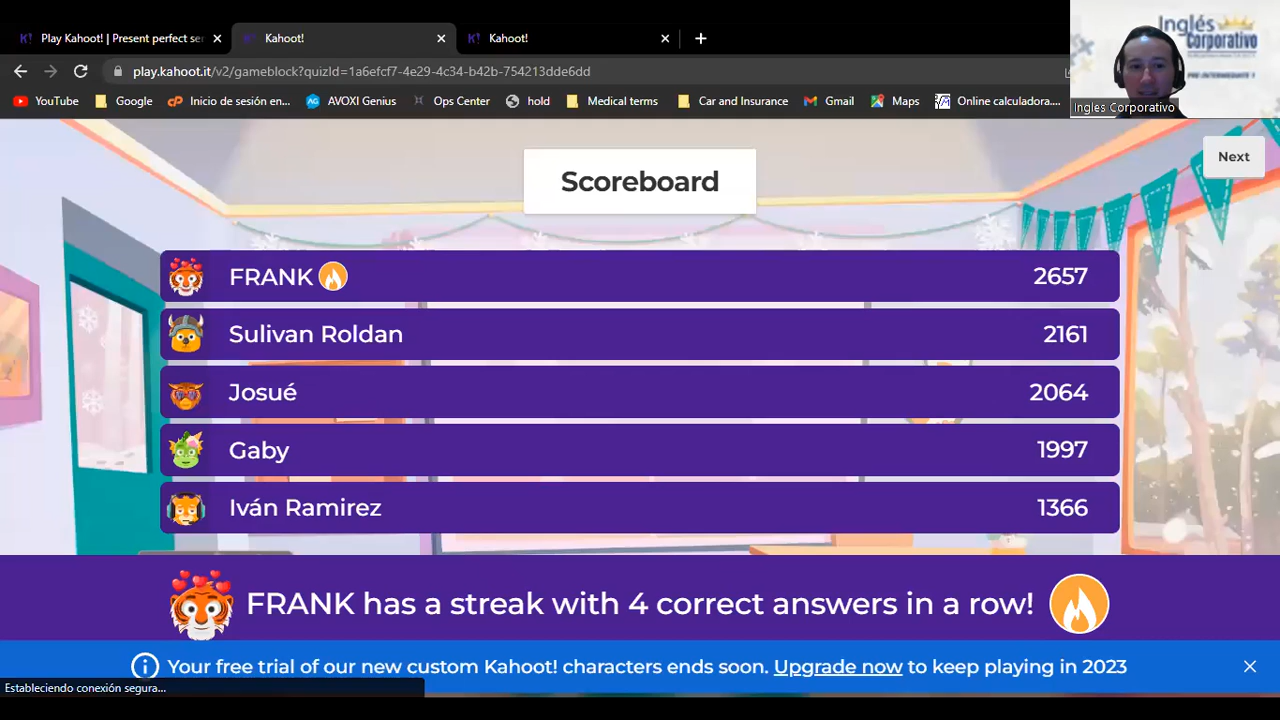 Play Kahoot! | Present perfect se
Kahoot!
Kahoot!
Inglés
Corporativo
PRE-INTERMEDIATE 1
play.kahoot.it/v2/gameblock?quizId=1a6efcf7-4e29-4c34-b42b-754213dde6dd
YouTube
Google
Inicio de sesión en...
AVOXI Genius
Ops Center
hold
Medical terms
Car and Insurance
Gmail
Maps
Online calculadora....
Ingles Corporativo
Next
Scoreboard
FRANK 2657
Sulivan Roldan 2161
Josué 2064
Gaby 1997
Iván Ramirez 1366
FRANK has a streak with 4 correct answers in a row!
Your free trial of our new custom Kahoot! characters ends soon. Upgrade now to keep playing in 2023
Estableciendo conexión segura...